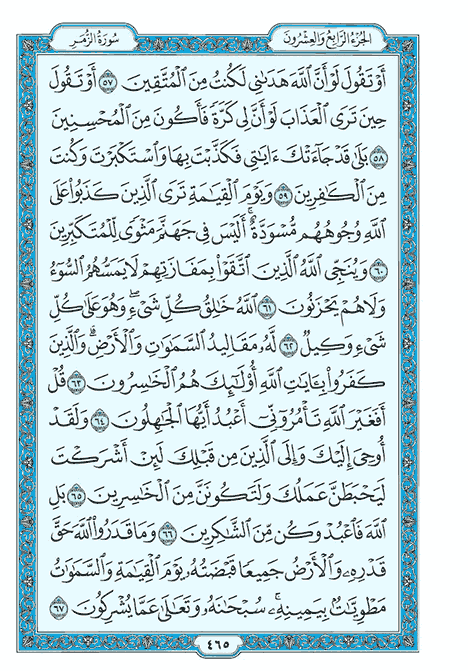 الجزء الرابع والعشرون
سورة الزمر
أَوْ تَقُولَ لَوْ أَنَّ ٱللَّهَ هَدَىٰنِى لَكُنتُ مِنَ ٱلْمُتَّقِينَ ٥٧ أَوْ تَقُولَ
حِينَ تَرَى ٱلْعَذَابَ لَوْ أَنَّ لِى كَرَّةً فَأَكُونَ مِنَ ٱلْمُحْسِنِينَ
٥٨ بَلَىٰ قَدْ جَآءَتْكَ ءَايَٰتِى فَكَذَّبْتَ بِهَا وَٱسْتَكْبَرْتَ وَكُنتَ
مِنَ ٱلْكَٰفِرِينَ ٥٩ وَيَوْمَ ٱلْقِيَٰمَةِ تَرَى ٱلَّذِينَ كَذَبُوا۟ عَلَى
ٱللَّهِ وُجُوهُهُم مُّسْوَدَّةٌ ۚ أَلَيْسَ فِى جَهَنَّمَ مَثْوًى لِّلْمُتَكَبِّرِينَ
٦٠ وَيُنَجِّى ٱللَّهُ ٱلَّذِينَ ٱتَّقَوْا۟ بِمَفَازَتِهِمْ لَا يَمَسُّهُمُ ٱلسُّوٓءُ
وَلَا هُمْ يَحْزَنُونَ ٦١ ٱللَّهُ خَٰلِقُ كُلِّ شَىْءٍ ۖ وَهُوَ عَلَىٰ كُلِّ
شَىْءٍ وَكِيلٌ ٦٢ لَّهُۥ مَقَالِيدُ ٱلسَّمَٰوَٰتِ وَٱلْأَرْضِ ۗ وَٱلَّذِينَ
كَفَرُوا۟ بِـَٔايَٰتِ ٱللَّهِ أُو۟لَٰٓئِكَ هُمُ ٱلْخَٰسِرُونَ ٦٣ قُلْ
أَفَغَيْرَ ٱللَّهِ تَأْمُرُوٓنِّىٓ أَعْبُدُ أَيُّهَا ٱلْجَٰهِلُونَ ٦٤ وَلَقَدْ
أُوحِىَ إِلَيْكَ وَإِلَى ٱلَّذِينَ مِن قَبْلِكَ لَئِنْ أَشْرَكْتَ
لَيَحْبَطَنَّ عَمَلُكَ وَلَتَكُونَنَّ مِنَ ٱلْخَٰسِرِينَ ٦٥ بَلِ
ٱللَّهَ فَٱعْبُدْ وَكُن مِّنَ ٱلشَّٰكِرِينَ ٦٦ وَمَا قَدَرُوا۟ ٱللَّهَ حَقَّ
قَدْرِهِۦ وَٱلْأَرْضُ جَمِيعًا قَبْضَتُهُۥ يَوْمَ ٱلْقِيَٰمَةِ وَٱلسَّمَٰوَٰتُ
مَطْوِيَّٰتٌۢ بِيَمِينِهِۦ ۚ سُبْحَٰنَهُۥ وَتَعَٰلَىٰ عَمَّا يُشْرِكُونَ ٦٧
٤٦٥